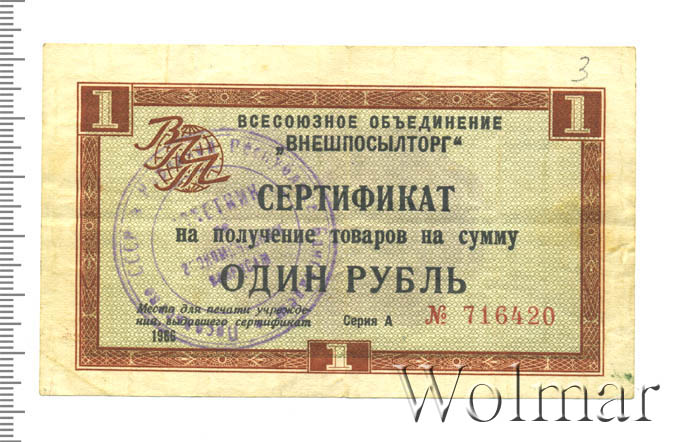 3
1 1
ВСЕСОЮЗНОЕ ОБЪЕДИНЕНИЕ
„ВНЕШПОСЫЛТОРГ"
ВПТ
СЕРТИФИКАТ
на получение товаров на сумму
ОДИН РУБЛЬ
Место для печати учрежде-
ния, выдавшего сертификат
1966
Серия А № 716420
1
Wolmar